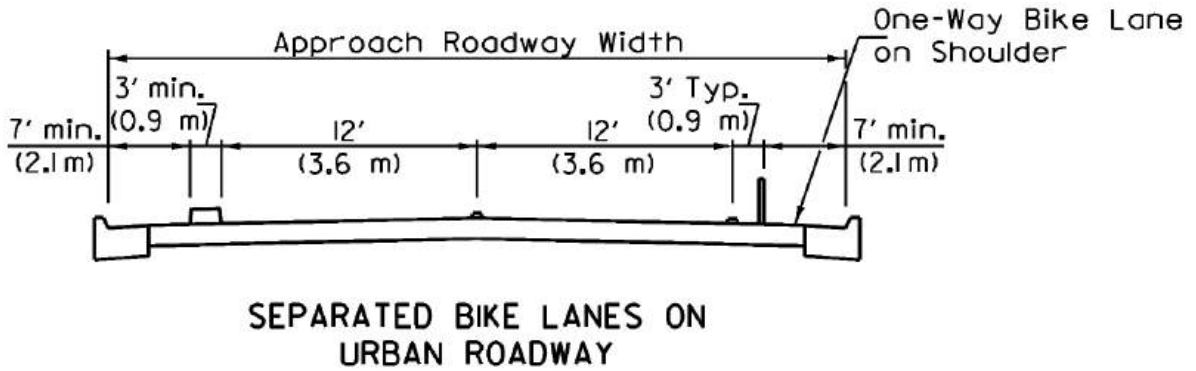 One-Way Bike Lane
on Shoulder
Approach Roadway Width
3' min.
(0.9 m)
3' Typ.
(0.9 m)
7' min.
(2.1 m)
12'
(3.6 m)
12'
(3.6 m)
7' min.
(2.1 m)
SEPARATED BIKE LANES ON
URBAN ROADWAY